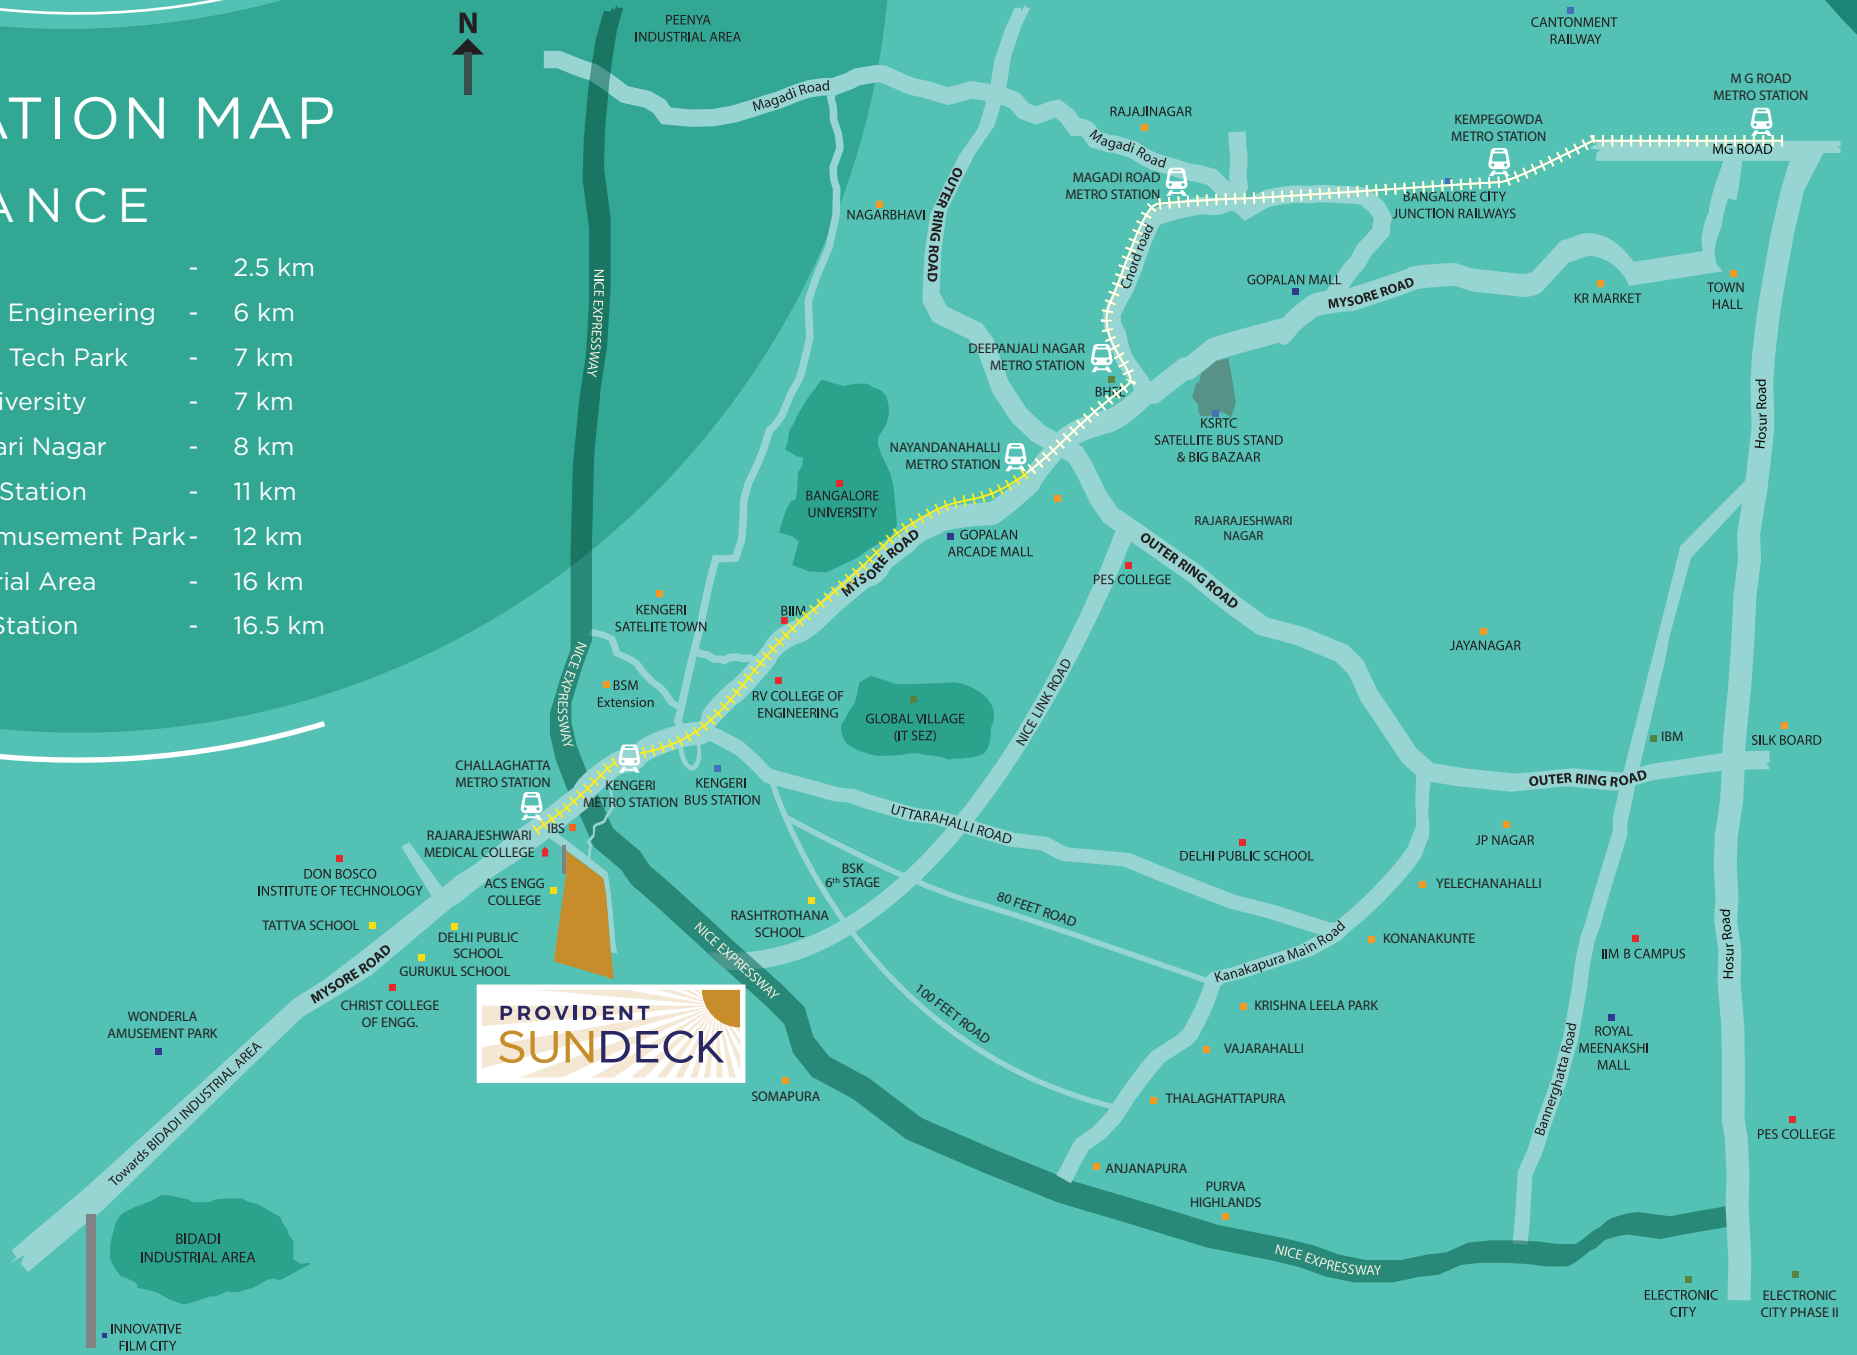 ATION MAP
ANCE
- 2.5 km
Engineering - 6 km
Tech Park - 7 km
iversity - 7 km
ari Nagar - 8 km
Station - 11 km
musement Park - 12 km
rial Area - 16 km
Station - 16.5 km
N
PEENYA
INDUSTRIAL AREA
CANTONMENT
RAILWAY
M G ROAD
METRO STATION
Magadi Road
RAJAJINAGAR
KEMPEGOWDA
METRO STATION
Magadi Road
MG ROAD
MAGADI ROAD
METRO STATION
BANGALORE CITY
JUNCTION RAILWAYS
NAGARBHAVI
OUTER RING ROAD
Cnord road
GOPALAN MALL
MYSORE ROAD
KR MARKET
TOWN
HALL
NICE EXPRESSWAY
DEEPANJALI NAGAR
METRO STATION
BHEL
KSRTC
SATELLITE BUS STAND
& BIG BAZAAR
Hosur Road
NAYANDANAHALLI
METRO STATION
BANGALORE
UNIVERSITY
GOPALAN
ARCADE MALL
RAJARAJESHWARI
NAGAR
MYSORE ROAD
PES COLLEGE
OUTER RING ROAD
KENGERI
SATELITE TOWN
BIIM
JAYANAGAR
NICE EXPRESSWAY
BSM
Extension
RV COLLEGE OF
ENGINEERING
GLOBAL VILLAGE
(IT SEZ)
NICE LINK ROAD
IBM
SILK BOARD
CHALLAGHATTA
METRO STATION
KENGERI
METRO STATION
KENGERI
BUS STATION
OUTER RING ROAD
UTTARAHALLI ROAD
RAJARAJESHWARI
MEDICAL COLLEGE
IBS
JP NAGAR
DELHI PUBLIC SCHOOL
DON BOSCO
INSTITUTE OF TECHNOLOGY
ACS ENGG
COLLEGE
BSK
6th STAGE
YELECHANAHALLI
80 FEET ROAD
RASHTROTHANA
SCHOOL
TATTVA SCHOOL
DELHI PUBLIC
SCHOOL
GURUKUL SCHOOL
NICE EXPRESSWAY
KONANAKUNTE
Kanakapura Main Road
IIM B CAMPUS
Hosur Road
MYSORE ROAD
CHRIST COLLEGE
OF ENGG.
100 FEET ROAD
KRISHNA LEELA PARK
PROVIDENT
SUNDECK
WONDERLA
AMUSEMENT PARK
VAJARAHALLI
ROYAL
MEENAKSHI
MALL
Bannerghatta Road
SOMAPURA
THALAGHATTAPURA
Towards BIDADI INDUSTRIAL AREA
PES COLLEGE
ANJANAPURA
PURVA
HIGHLANDS
BIDADI
INDUSTRIAL AREA
NICE EXPRESSWAY
ELECTRONIC
CITY
ELECTRONIC
CITY PHASE II
INNOVATIVE
FILM CITY